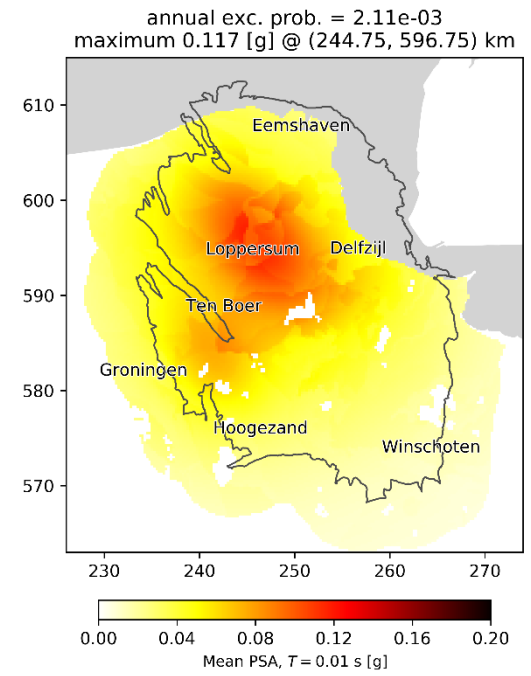 annual exc. prob. = 2.11e-03
maximum 0.117 [g] @ (244.75, 596.75) km
610
Eemshaven
600
Loppersum
Delfzijl
590
Ten Boer
Groningen
580
Hoogezand
Winschoten
570
230
240
250
260
270
0.00
0.04
0.08
0.12
0.16
0.20
Mean PSA, T = 0.01 s [g]